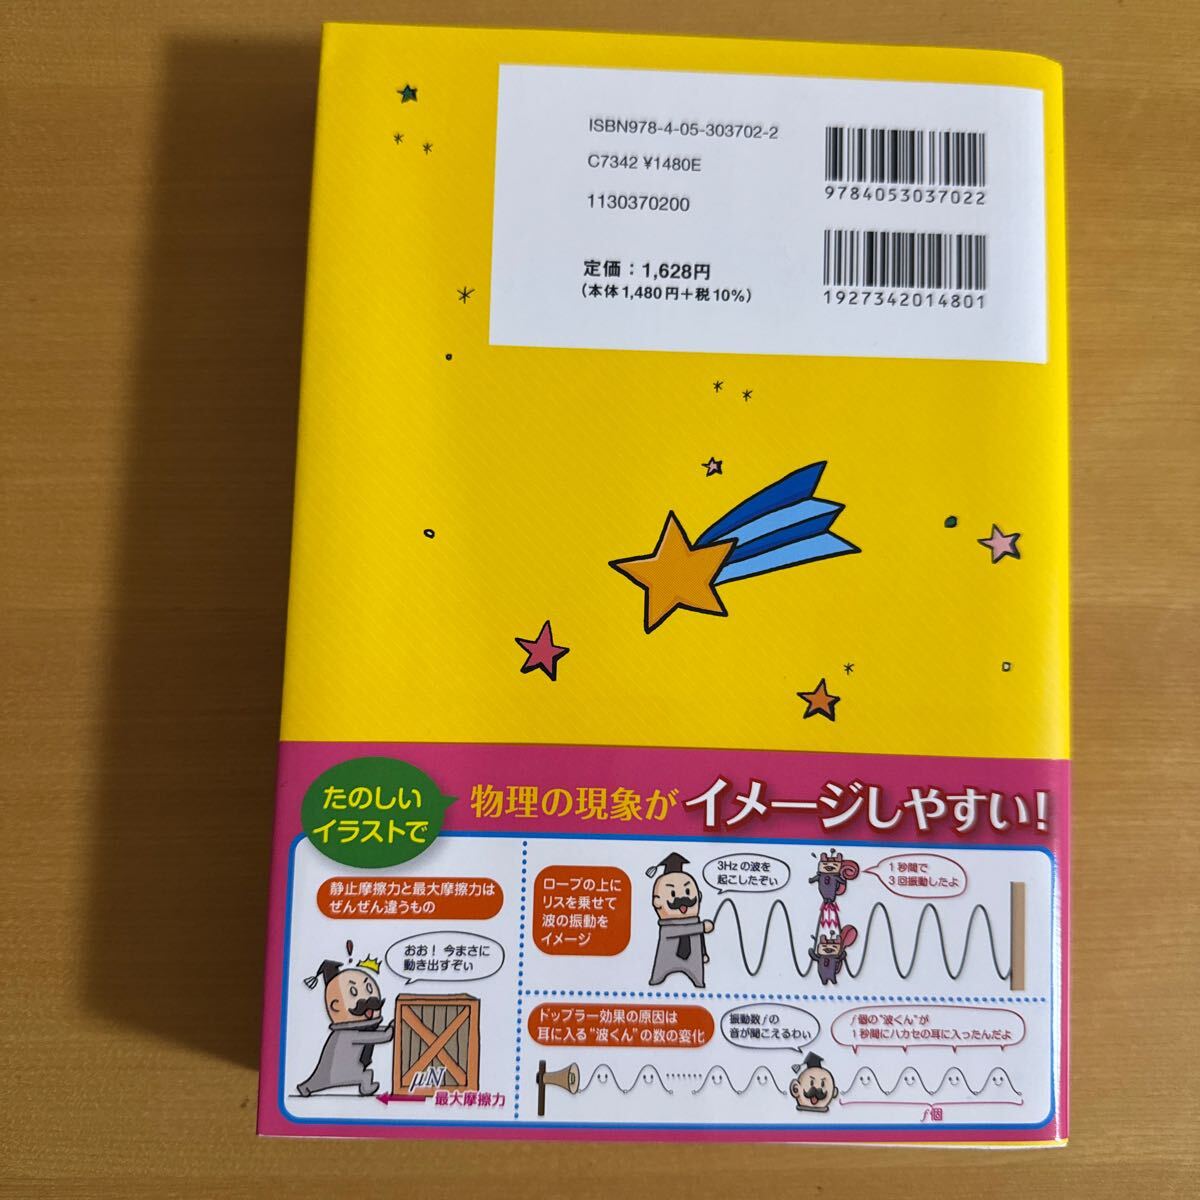 ISBN978-4-05-303702-2
C7342 ¥1480E
1130370200
定価：1,628円
（本体1,480円＋税10%）
9784053037022
1927342014801
たのしい
イラストで
物理の現象がイメージしやすい！
静止摩擦力と最大摩擦力は
ぜんぜん違うもの
！
おお！ 今まさに
動き出すぞい
μN
最大摩擦力
ロープの上に
リスを乗せて
波の振動を
イメージ
3Hzの波を
起こしたぞい
1秒間で
3回振動したよ
ドップラー効果の原因は
耳に入る“波くん”の数の変化
振動数fの
音が聞こえるわい
f個の“波くん”が
1秒間にハカセの耳に入ったんだよ
f個